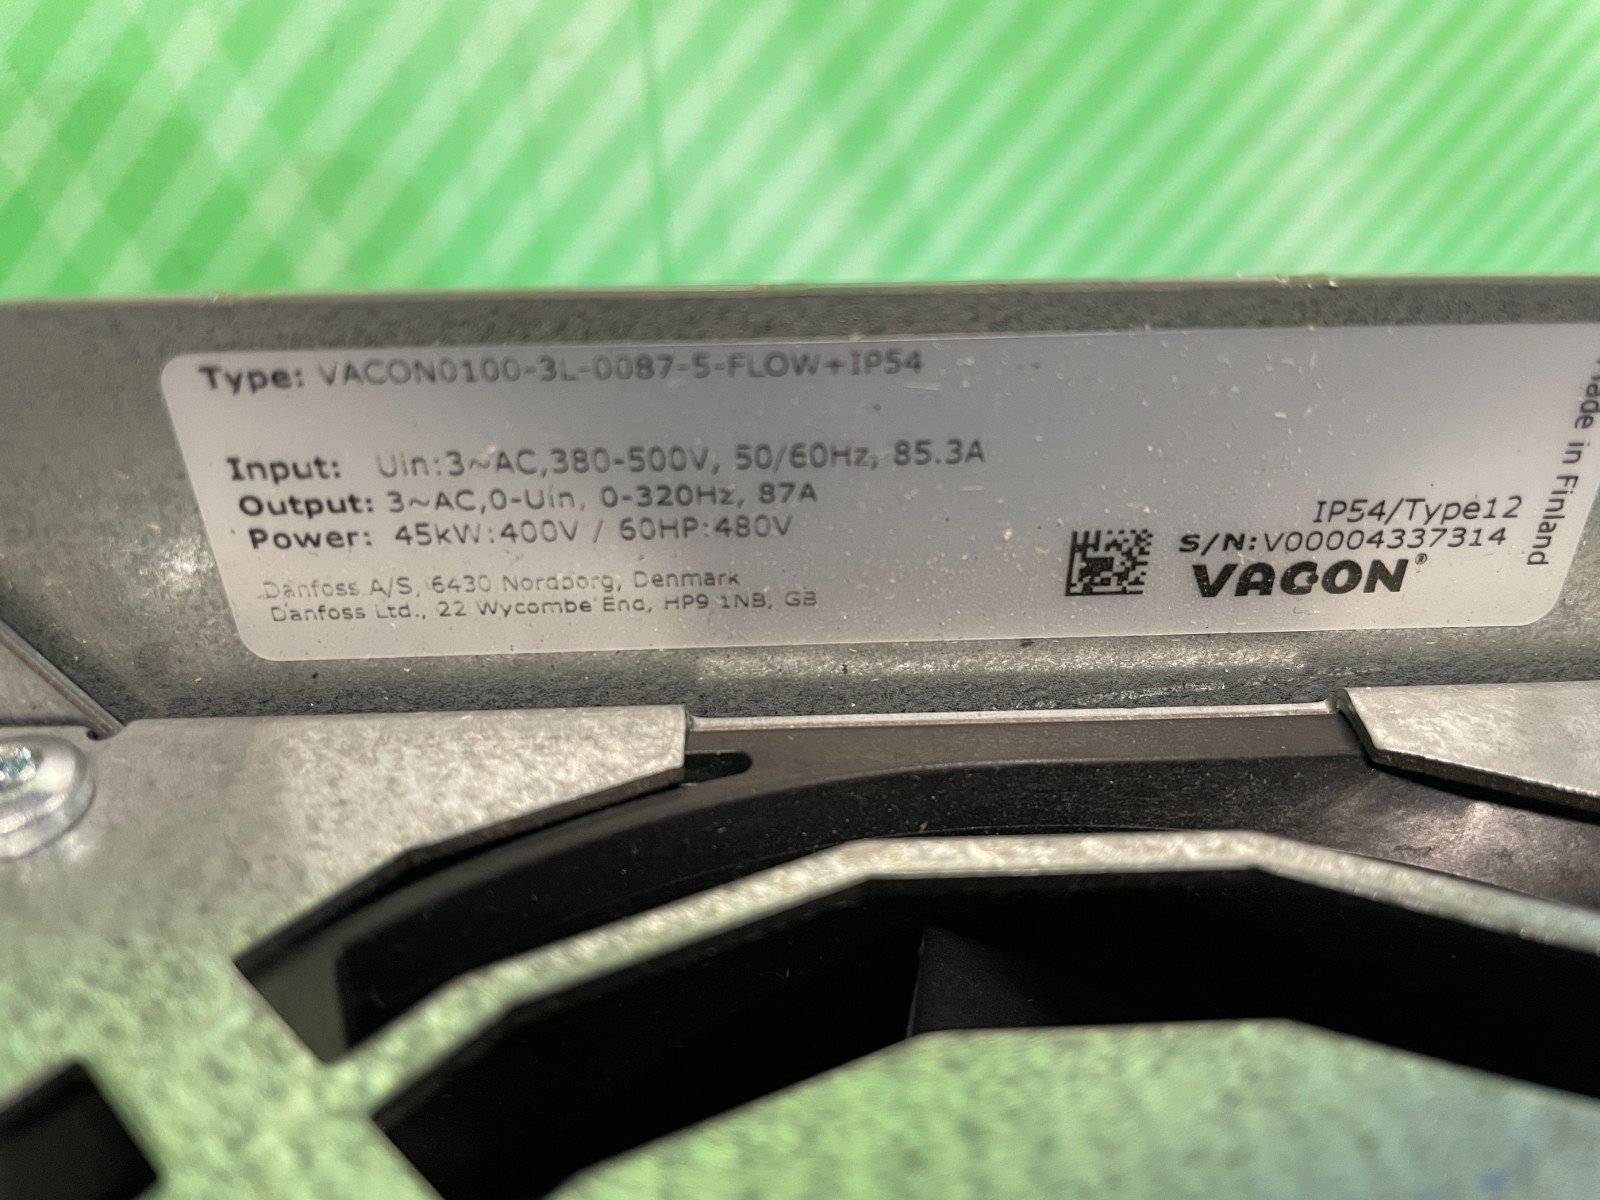 Type: VACON0100-3L-0087-5-FLOW+IP54
Input: Uin:3~AC,380-500V, 50/60Hz, 85.3A
Output: 3~AC,0-Uin, 0-320Hz, 87A
Power: 45kW:400V / 60HP:480V
Danfoss A/S, 6430 Nordborg, Denmark
Danfoss Ltd., 22 Wycombe End, HP9 1NB, GB
IP54/Type12
S/N:V00004337314
VACON®
Made in Finland